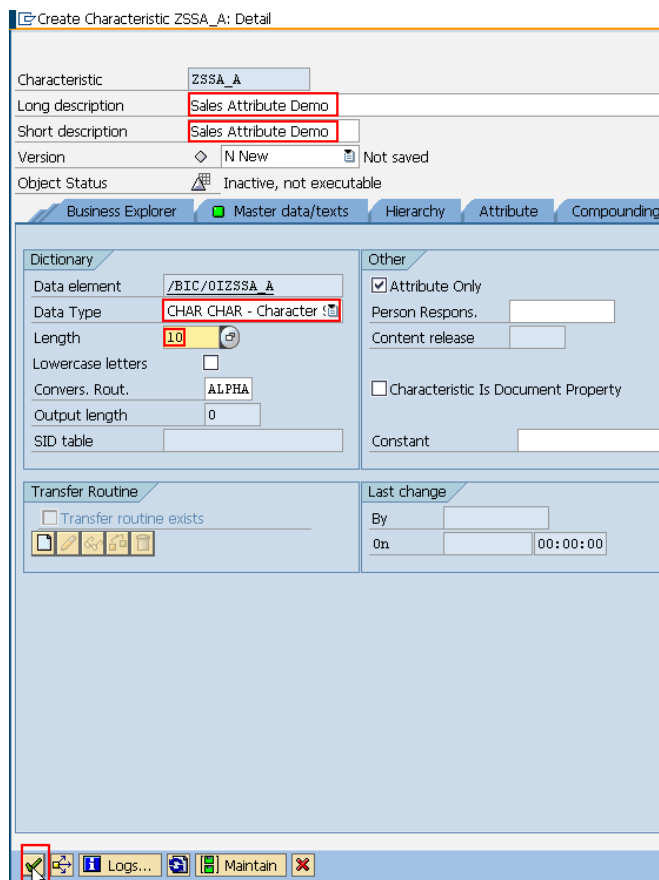 Create Characteristic ZSSA_A: Detail
Characteristic ZSSA_A
Long description Sales Attribute Demo
Short description Sales Attribute Demo
Version N New Not saved
Object Status Inactive, not executable
Business Explorer Master data/texts Hierarchy Attribute Compounding
Dictionary
Data element /BIC/OIZSSA_A
Data Type CHAR CHAR - Character
Length 10
Lowercase letters
Convers. Rout. ALPHA
Output length 0
SID table
Other
Attribute Only
Person Respons.
Content release
Characteristic Is Document Property
Constant
Transfer Routine
Transfer routine exists
Last change
By
On 00:00:00
Logs... Maintain